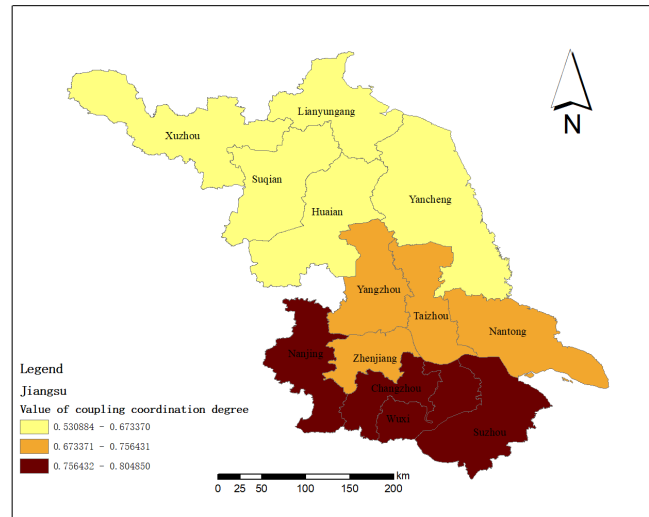 Lianyungang
Xuzhou
Suqian
Huaian
Yancheng
N
Yangzhou
Taizhou
Nantong
Nanjing
Zhenjiang
Changzhou
Wuxi
Suzhou
Legend
Jiangsu
Value of coupling coordination degree
0.530884 - 0.673370
0.673371 - 0.756431
0.756432 - 0.804850
km
0 25 50 100 150 200